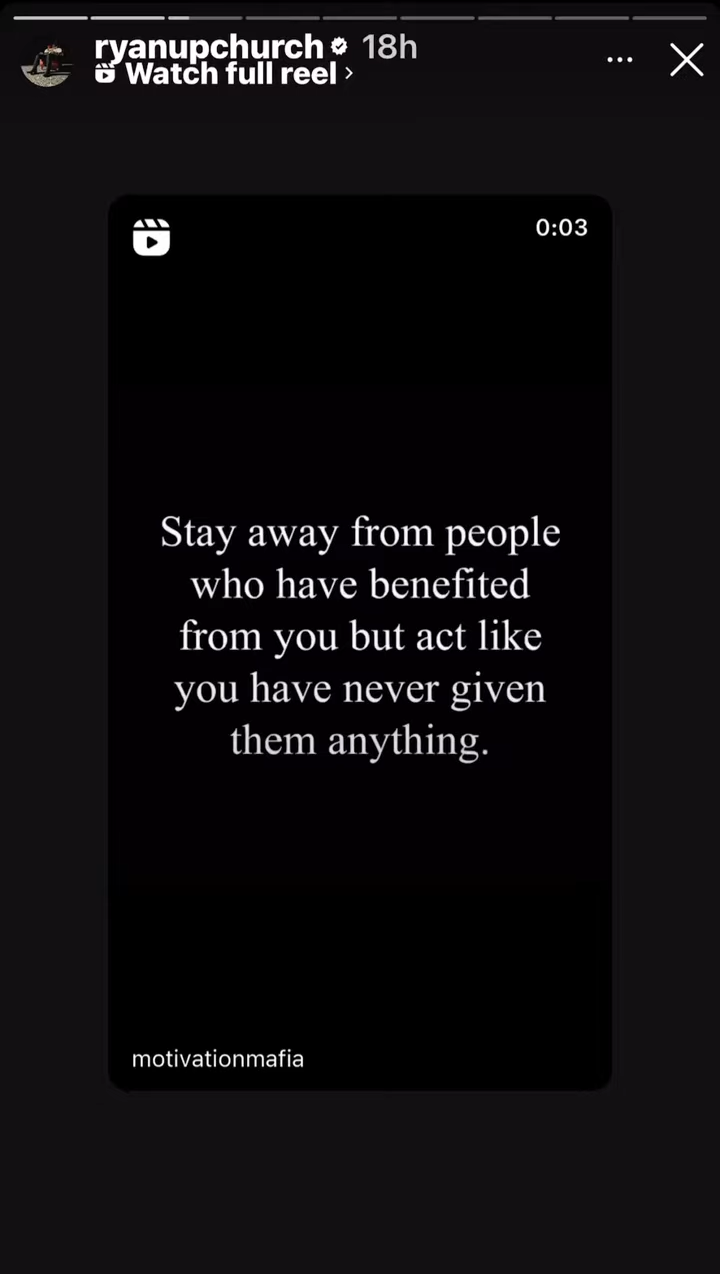 ryanupchurch 18h
Watch full reel
0:03
Stay away from people
who have benefited
from you but act like
you have never given
them anything.
motivationmafia